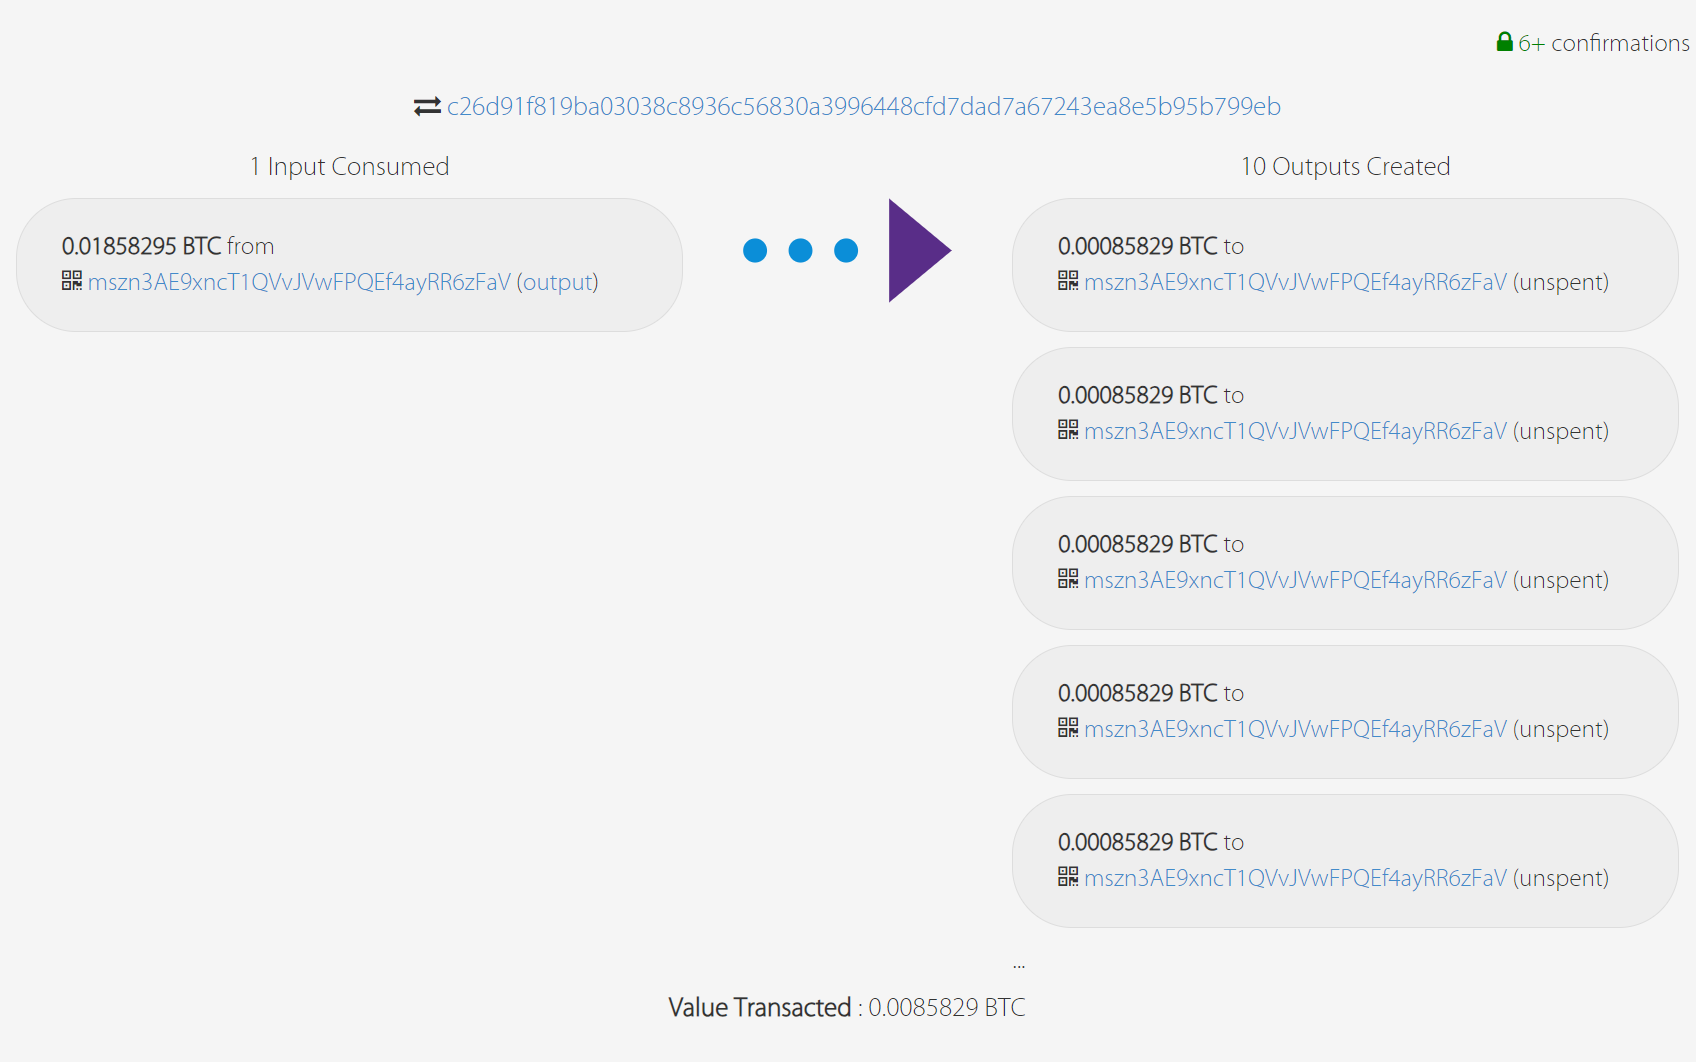 6+ confirmations
c26d91f819ba03038c8936c56830a3996448cfd7dad7a67243ea8e5b95b799eb
1 Input Consumed
10 Outputs Created
0.01858295 BTC from
mszn3AE9xncT1QVvJVwFPQEf4ayRR6zFaV (output)
0.00085829 BTC to
mszn3AE9xncT1QVvJVwFPQEf4ayRR6zFaV (unspent)
0.00085829 BTC to
mszn3AE9xncT1QVvJVwFPQEf4ayRR6zFaV (unspent)
0.00085829 BTC to
mszn3AE9xncT1QVvJVwFPQEf4ayRR6zFaV (unspent)
0.00085829 BTC to
mszn3AE9xncT1QVvJVwFPQEf4ayRR6zFaV (unspent)
0.00085829 BTC to
mszn3AE9xncT1QVvJVwFPQEf4ayRR6zFaV (unspent)
...
Value Transacted : 0.0085829 BTC